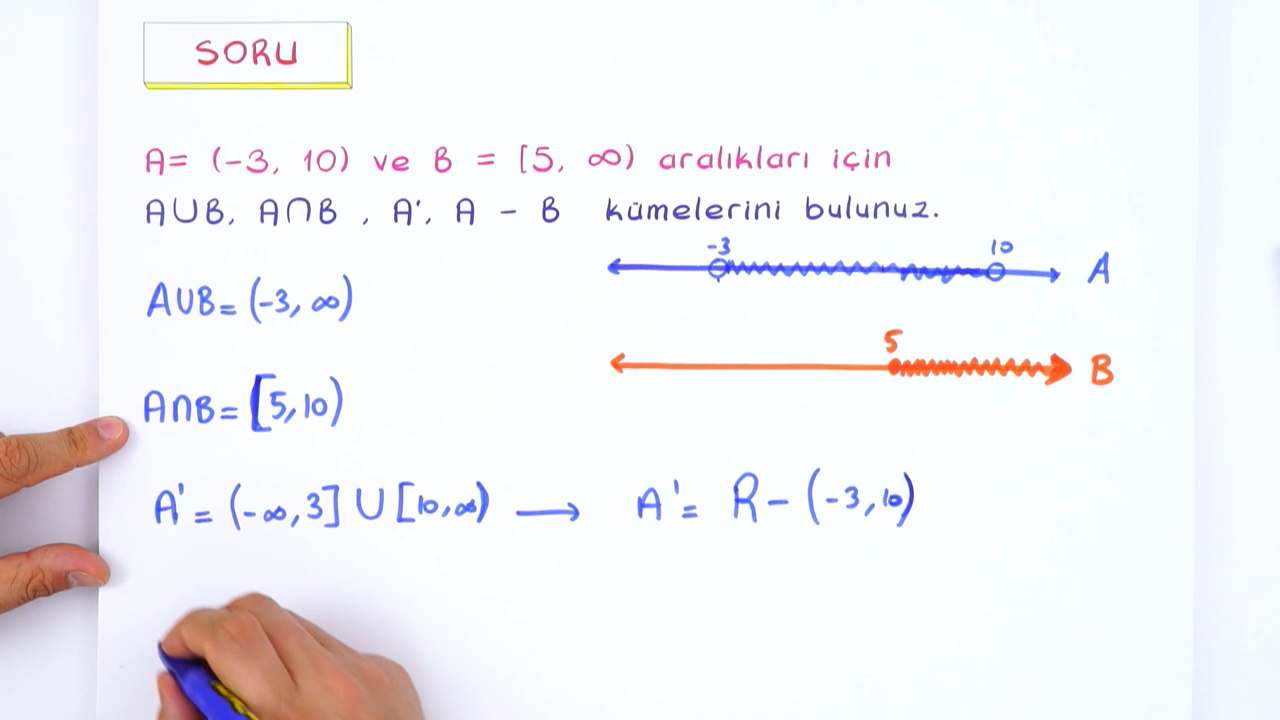 SORU
A= (-3, 10) ve B = [5, ∞) aralıkları için
A∪B, A∩B , A', A - B kümelerini bulunuz.
-3 10
A
A∪B= (-3, ∞)
5
B
A∩B= [5,10)
A' = (-∞,3] ∪ [10,∞) → A' = R - (-3,10)